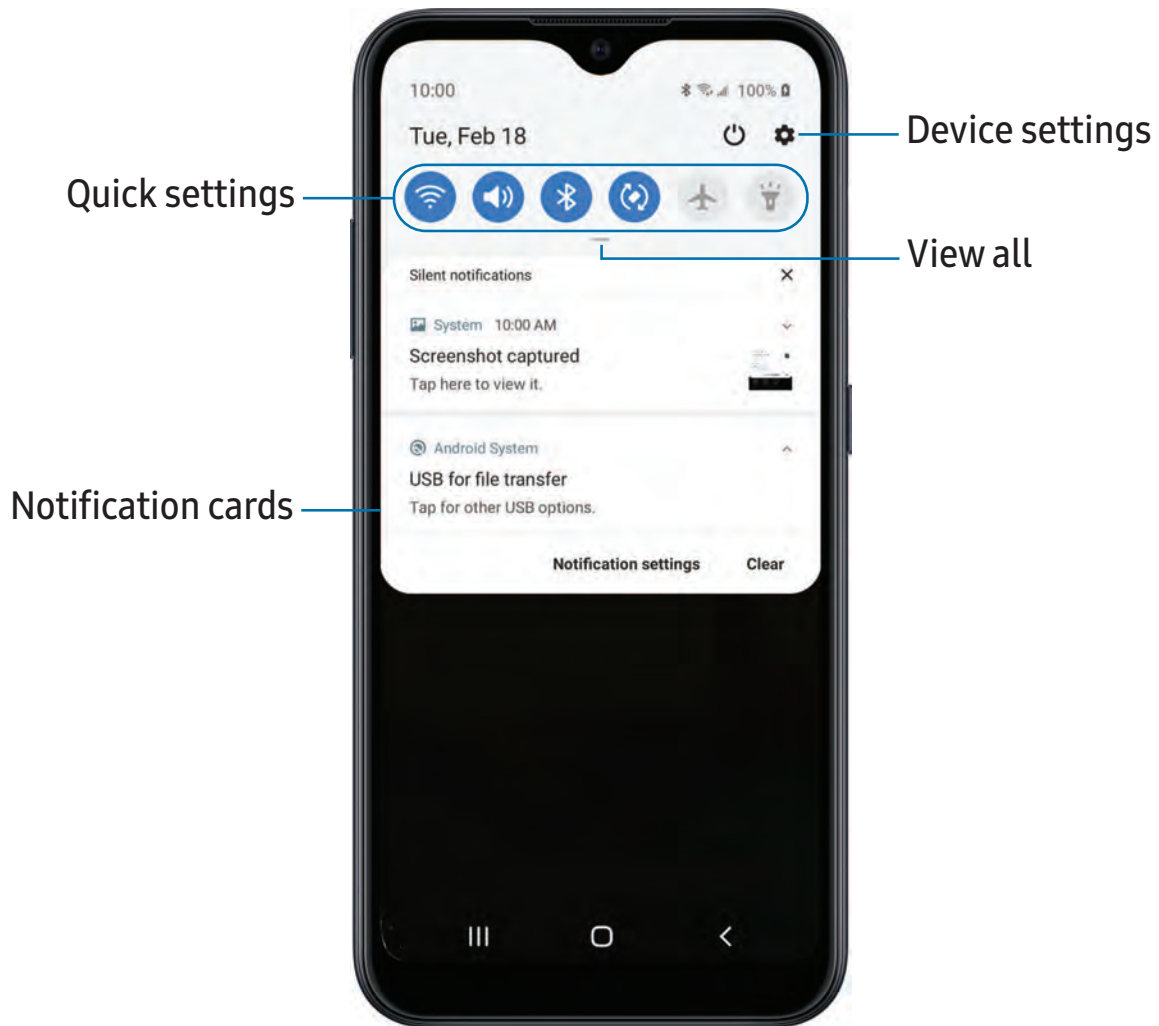 10:00 100%
Tue, Feb 18
Device settings
Quick settings
View all
Silent notifications
System 10:00 AM
Screenshot captured
Tap here to view it.
Android System
USB for file transfer
Notification cards
Tap for other USB options.
Notification settings Clear